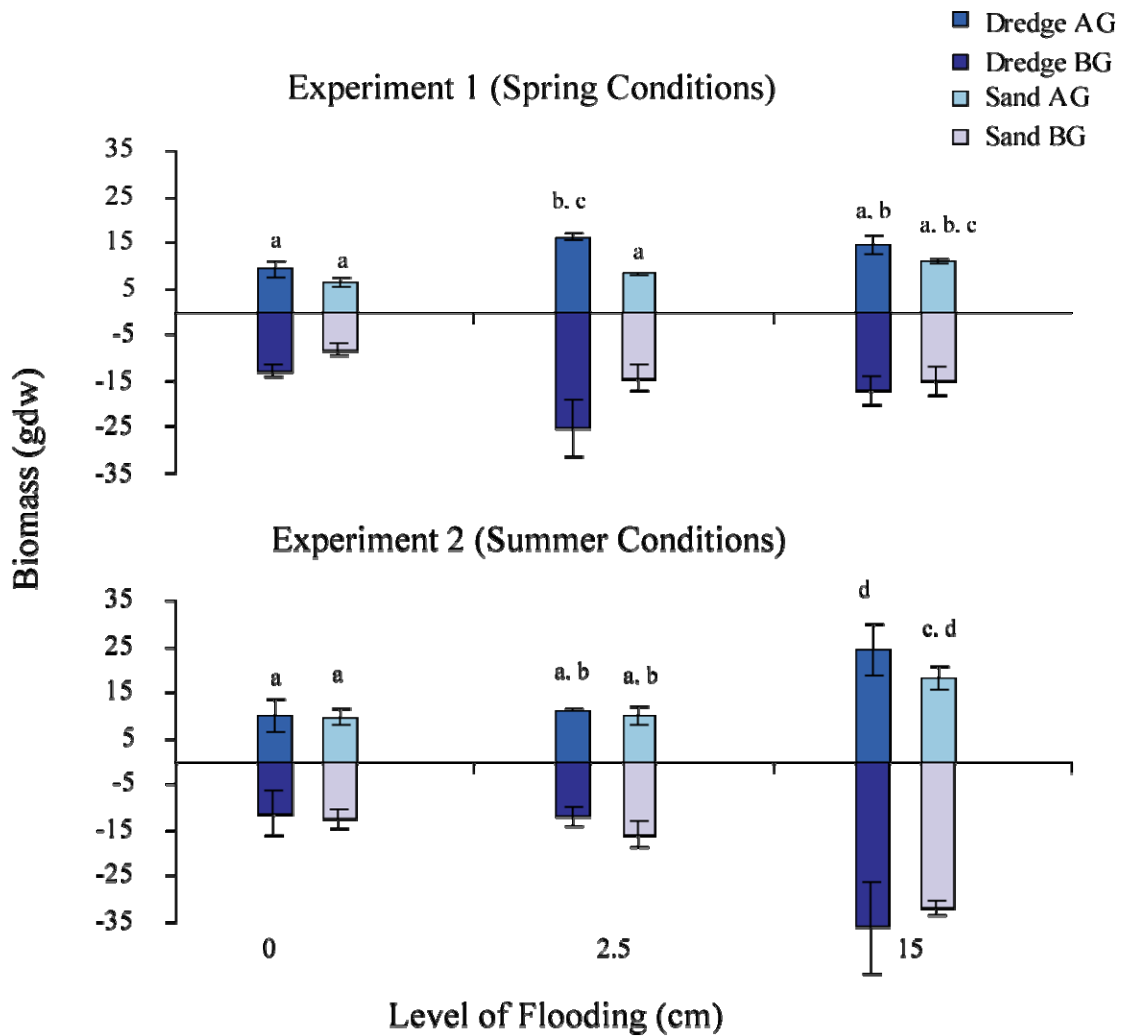 Dredge AG
Dredge BG
Sand AG
Sand BG
Experiment 1 (Spring Conditions)
35
25
15
5
-5
-15
-25
-35
a
a
b. c
a
a, b
a. b. c
Biomass (gdw)
Experiment 2 (Summer Conditions)
35
25
15
5
-5
-15
-25
-35
a
a
a. b
a. b
d
c. d
0
2.5
15
Level of Flooding (cm)